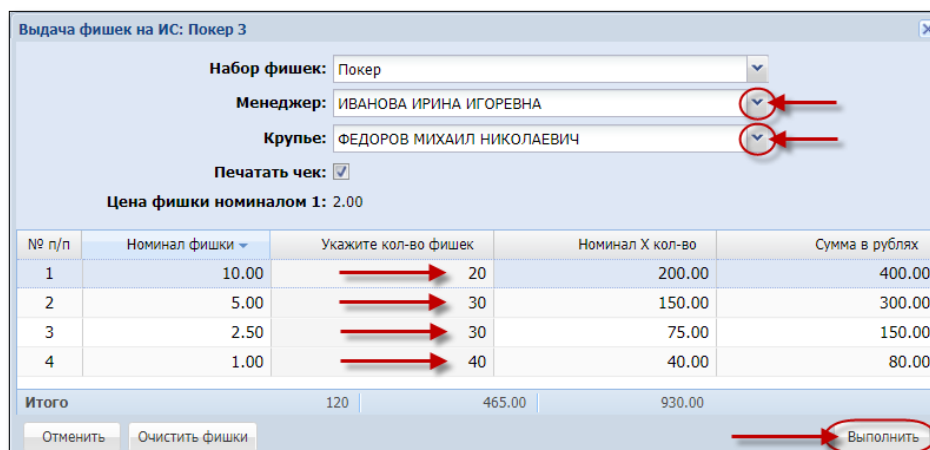 Выдача фишек на ИС: Покер 3
Набор фишек: Покер
Менеджер: ИВАНОВА ИРИНА ИГОРЕВНА
Крупье: ФЕДОРОВ МИХАИЛ НИКОЛАЕВИЧ
Печатать чек:
Цена фишки номиналом 1: 2.00
№ п/п Номинал фишки Укажите кол-во фишек Номинал X кол-во Сумма в рублях
1 10.00 20 200.00 400.00
2 5.00 30 150.00 300.00
3 2.50 30 75.00 150.00
4 1.00 40 40.00 80.00
Итого 120 465.00 930.00
Отменить Очистить фишки Выполнить